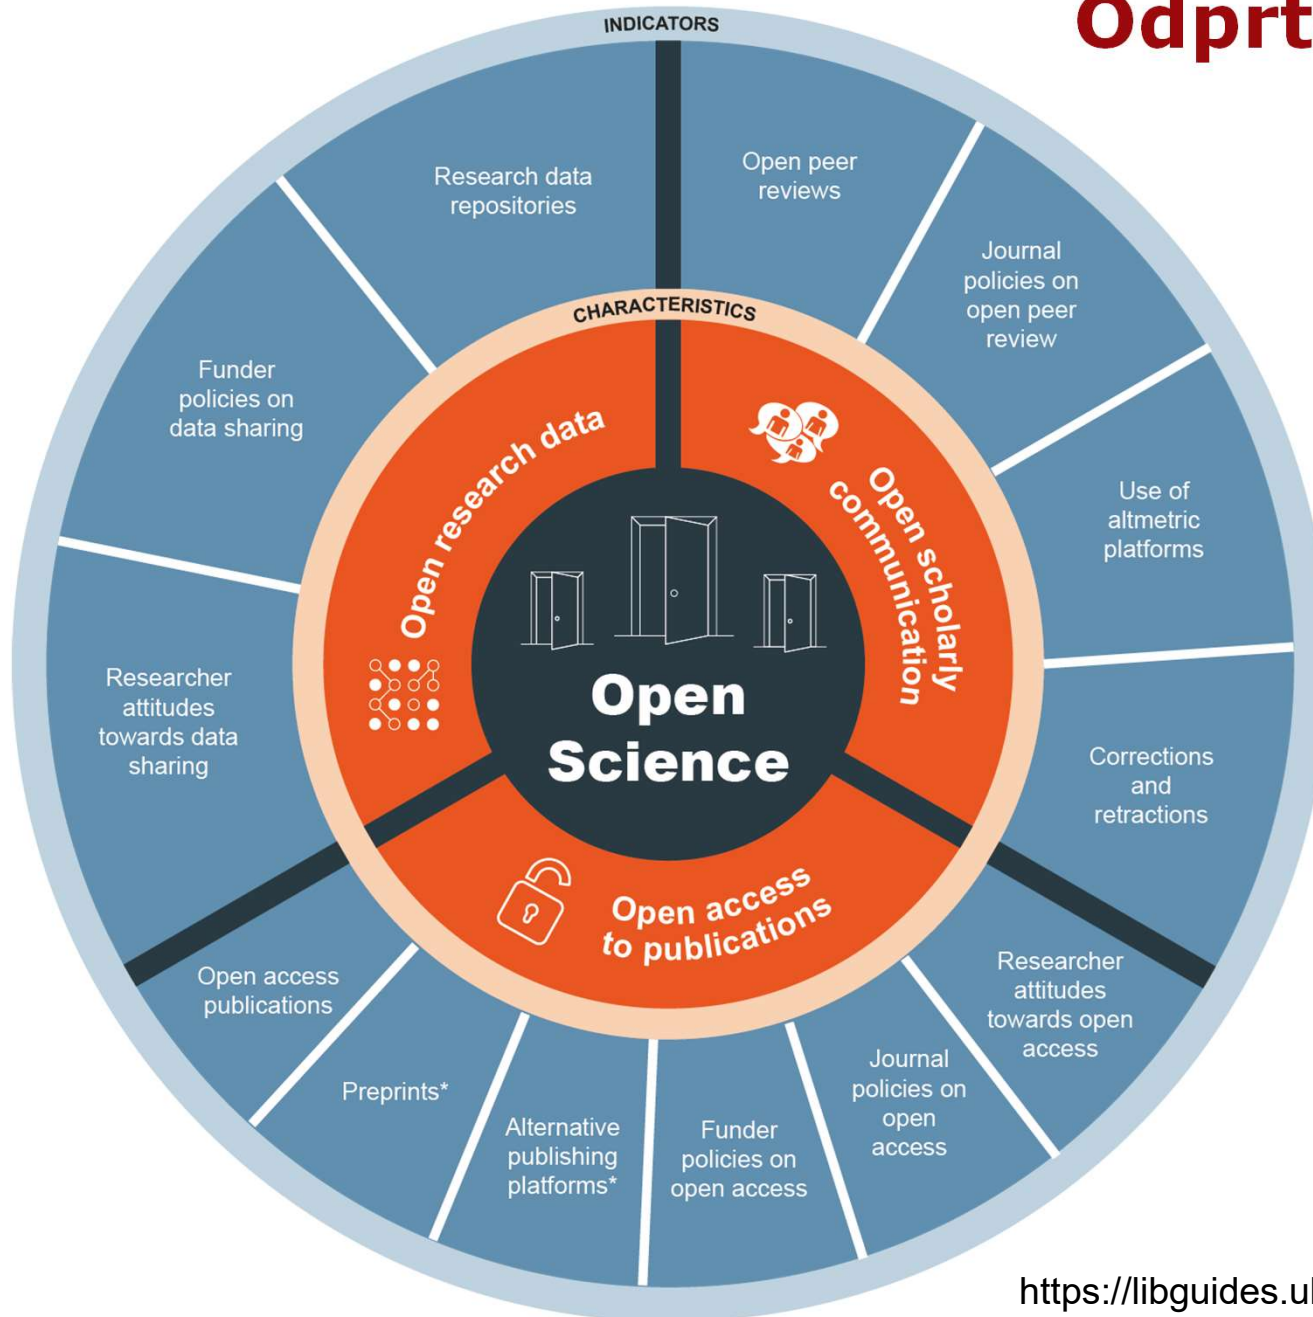 Odprt
INDICATORS
Research data
repositories
Open peer
reviews
Journal
policies on
open peer
review
Use of
altmetric
platforms
Corrections
and
retractions
Researcher
attitudes
towards open
access
Journal
policies on
open
access
Funder
policies on
open access
Alternative
publishing
platforms*
Preprints*
Open access
publications
Researcher
attitudes
towards data
sharing
Funder
policies on
data sharing
CHARACTERISTICS
Open research data
Open scholarly
communication
Open access
to publications
Open
Science
https://libguides.ul